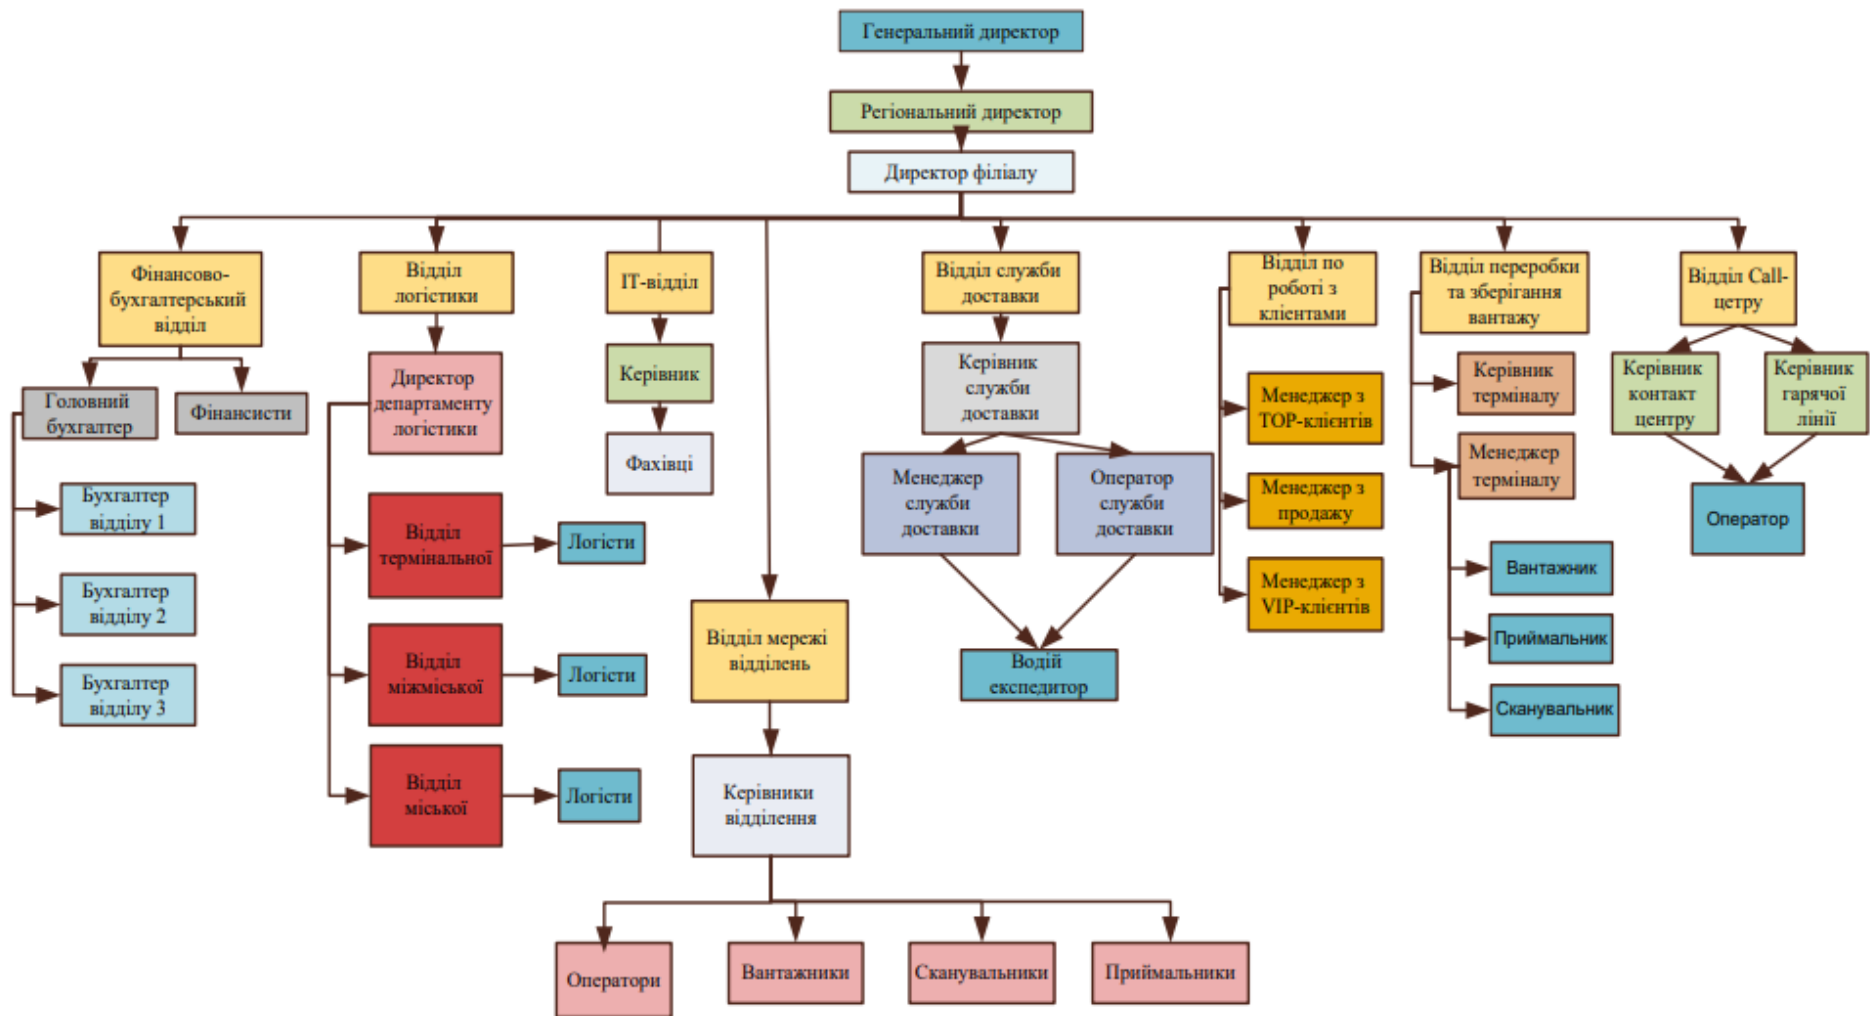 Генеральний директор
Регіональний директор
Директор філіалу
Фінансово-
бухгалтерський
відділ
Відділ
логістики
ІТ-відділ
Відділ служби
доставки
Відділ по
роботі з
кліентами
Відділ переробки
та зберігання
вантажу
Відділ Call-
цетру
Головний
бухгалтер
Фінансисти
Директор
департаменту
логістики
Керівник
Фахівці
Керівник
служби
доставки
Менеджер
служби
доставки
Оператор
служби
доставки
Водій
експедитор
Менеджер з
TOP-клієнтів
Менеджер з
продажу
Менеджер з
VIP-клієнтів
Керівник
терміналу
Менеджер
терміналу
Вантажник
Приймальник
Сканувальник
Керівник
контакт
центру
Керівник
гарячої
лінії
Оператор
Бухгалтер
відділу 1
Бухгалтер
відділу 2
Бухгалтер
відділу 3
Відділ
термінальної
Логісти
Відділ
міжміської
Логісти
Відділ
міської
Логісти
Відділ мережі
відділень
Керівники
відділення
Оператори
Вантажники
Сканувальники
Приймальники